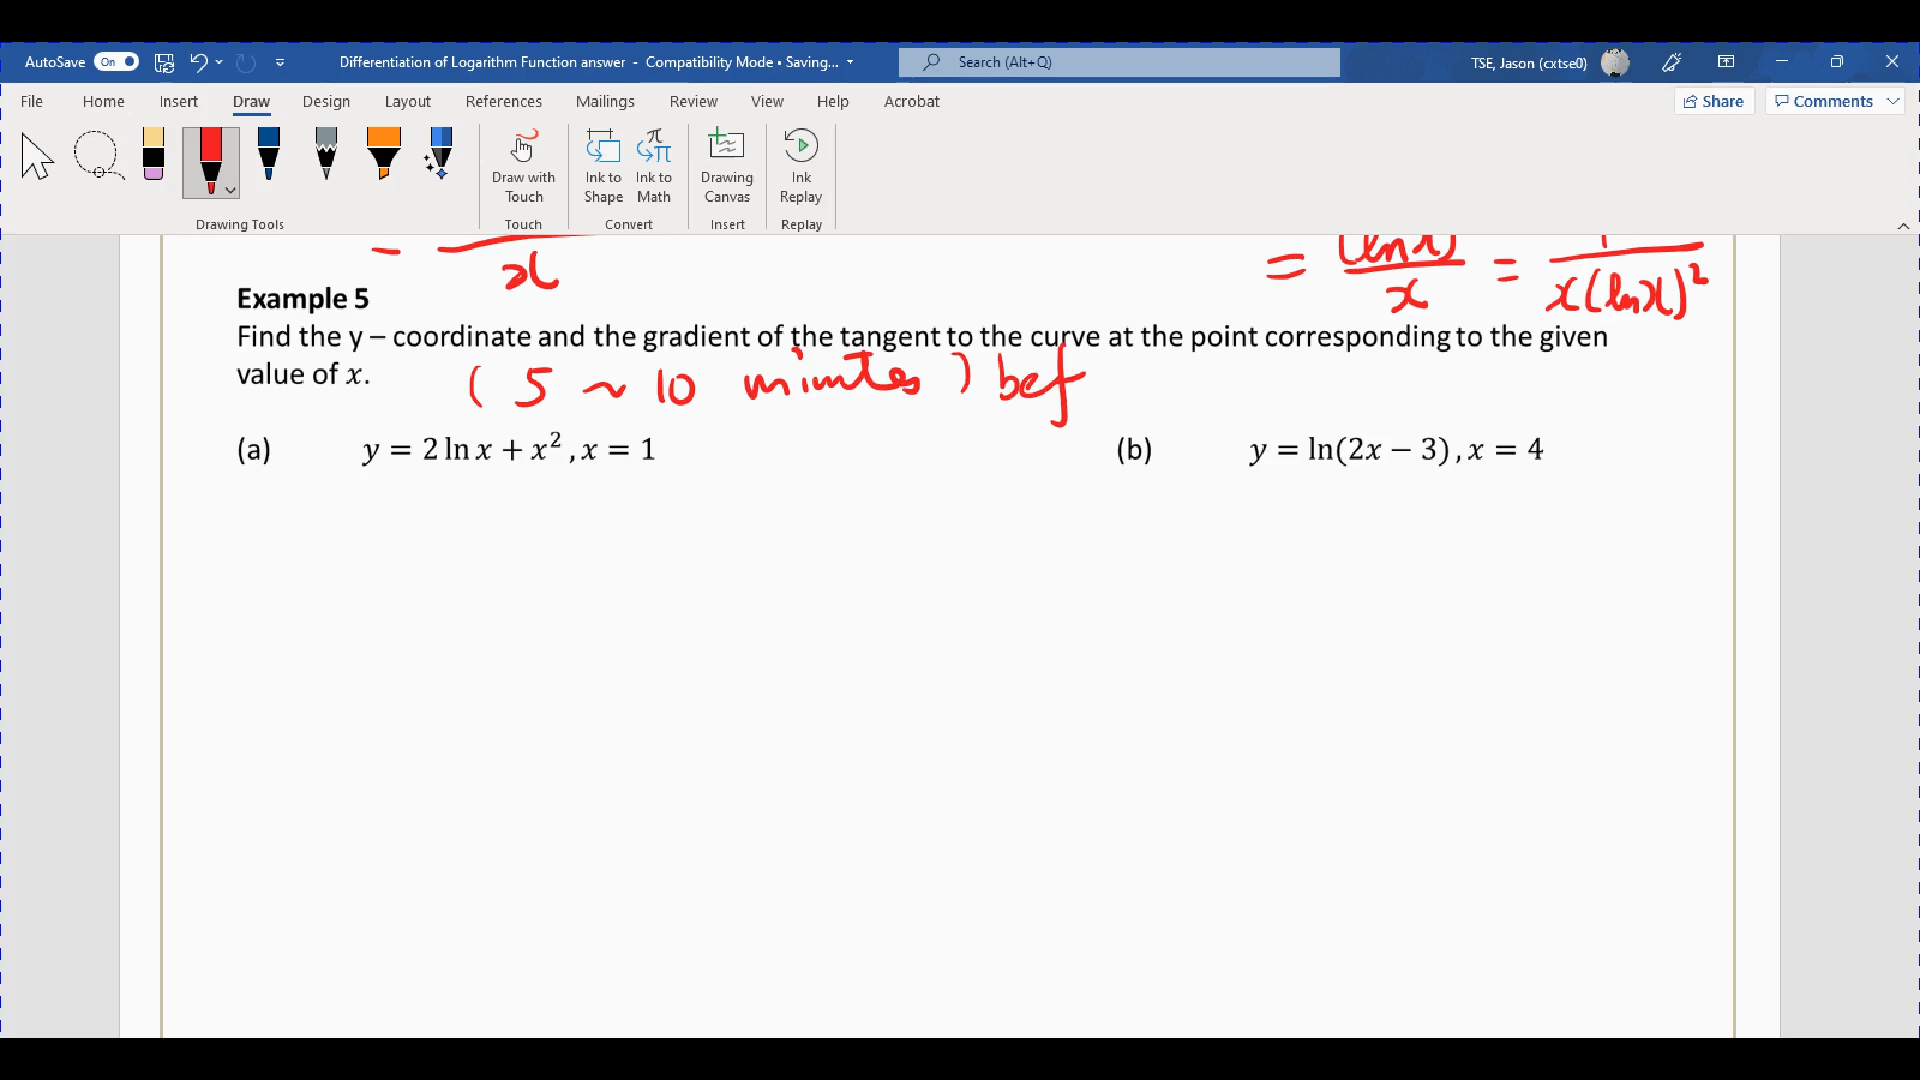 AutoSave On Differentiation of Logarithm Function answer - Compatibility Mode • Saving... Search (Alt+Q) TSE, Jason (cxtse0)
File Home Insert Draw Design Layout References Mailings Review View Help Acrobat Share Comments
Draw with Touch Ink to Shape Ink to Math Drawing Canvas Ink Replay
Drawing Tools Touch Convert Insert Replay
= x = (ln x) / x = 1 / x(ln x)²
Example 5
Find the y – coordinate and the gradient of the tangent to the curve at the point corresponding to the given
value of x. ( 5 ~ 10 minutes ) bef
(a) y = 2 ln x + x², x = 1 (b) y = ln(2x − 3), x = 4